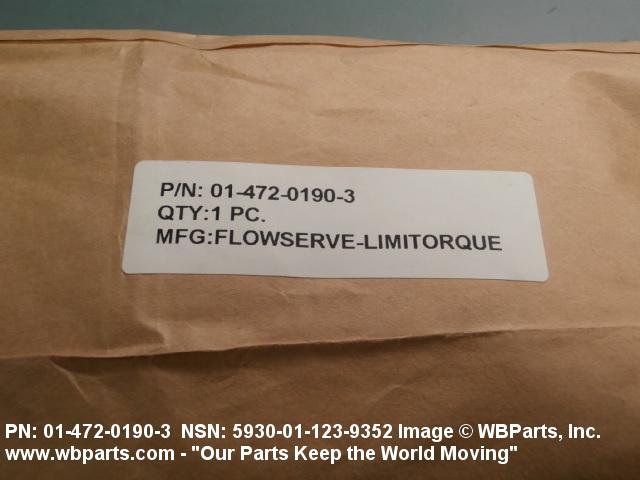 P/N: 01-472-0190-3
QTY:1 PC.
MFG:FLOWSERVE-LIMITORQUE
PN: 01-472-0190-3 NSN: 5930-01-123-9352 Image © WBParts, Inc.
www.wbparts.com - "Our Parts Keep the World Moving"